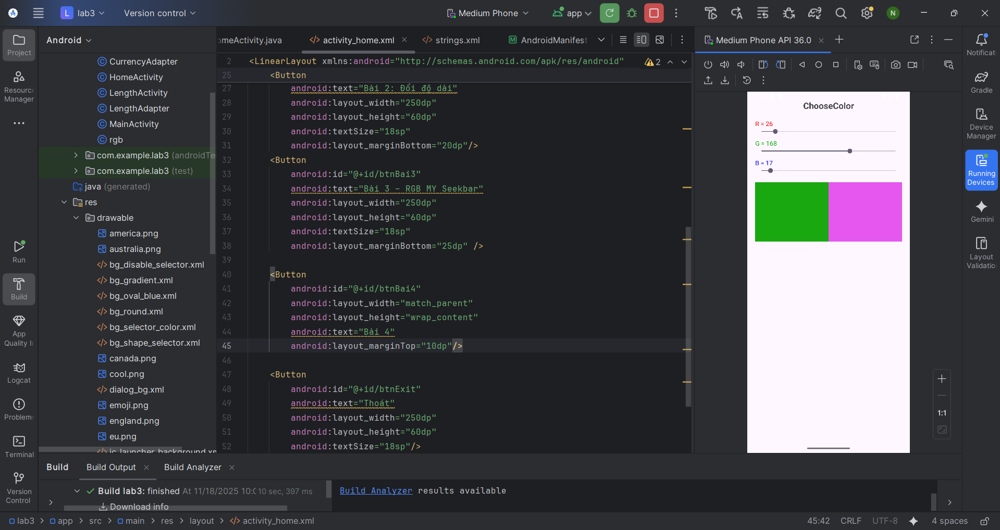 L lab3
Version control
Medium Phone
app
N
Project
Resourc
Manager
Run
Build
App
Quality I
Logcat
Problems
Terminal
Version
Control
Android
CurrencyAdapter
HomeActivity
LengthActivity
LengthAdapter
MainActivity
rgb
com.example.lab3 (androidTe
com.example.lab3 (test)
java (generated)
res
drawable
america.png
australia.png
bg_disable_selector.xml
bg_gradient.xml
bg_oval_blue.xml
bg_round.xml
bg_selector_color.xml
bg_shape_selector.xml
canada.png
cool.png
dialog_bg.xml
emoji.png
england.png
eu.png
ic_launcher_background.xm
omeActivity.java
activity_home.xml
strings.xml
AndroidManifest
2 <LinearLayout xmlns:android="http://schemas.android.com/apk/res/android"
2
25 <Button
27 android:text="Bài 2: Đổi độ dài"
28 android:layout_width="250dp"
29 android:layout_height="60dp"
30 android:textSize="18sp"
31 android:layout_marginBottom="20dp"/>
32 <Button
33 android:id="@+id/btnBai3"
34 android:text="Bài 3 - RGB MY Seekbar"
35 android:layout_width="250dp"
36 android:layout_height="60dp"
37 android:textSize="18sp"
38 android:layout_marginBottom="25dp" />
39
40 <Button
41 android:id="@+id/btnBai4"
42 android:layout_width="match_parent"
43 android:layout_height="wrap_content"
44 android:text="Bài 4"
45 android:layout_marginTop="10dp"/>
46
47 <Button
48 android:id="@+id/btnExit"
49 android:text="Thoát"
50 android:layout_width="250dp"
51 android:layout_height="60dp"
52 android:textSize="18sp"/>
Medium Phone API 36.0
ChooseColor
R = 26
G = 168
B = 17
1:1
Notificat
Gradle
Device
Manager
Running
Devices
Gemini
Layout
Validatio
Build
Build Output
Build Analyzer
Build lab3: finished At 11/18/2025 10:0 10 sec, 397 ms
Download info
Build Analyzer results available
lab3 > app > src > main > res > layout > activity_home.xml
45:42
CRLF
UTF-8
4 spaces